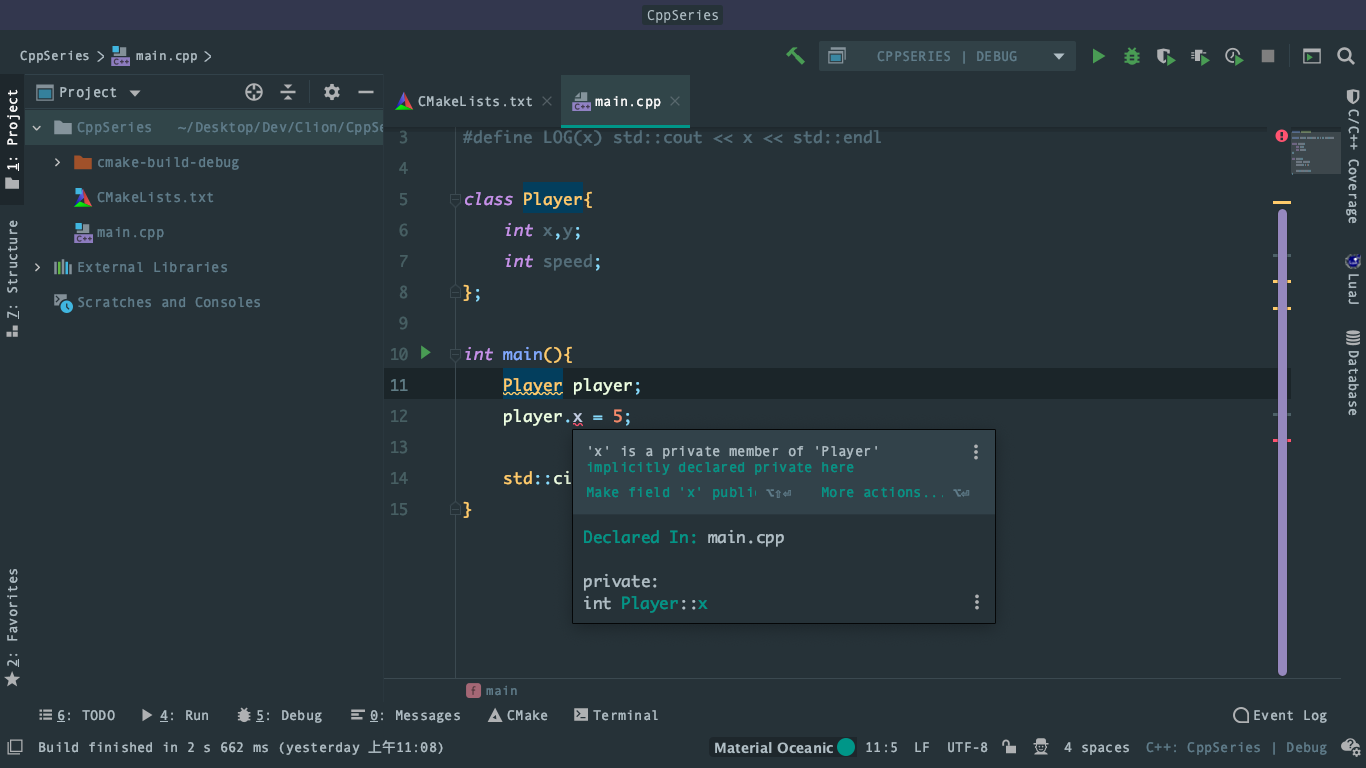 CppSeries
CppSeries > main.cpp >
CPPSERIES | DEBUG
Project
CMakeLists.txt
main.cpp
1: Project
7: Structure
2: Favorites
CppSeries ~/Desktop/Dev/Clion/CppSe
cmake-build-debug
CMakeLists.txt
main.cpp
External Libraries
Scratches and Consoles
3 #define LOG(x) std::cout << x << std::endl
4
5 class Player{
6 int x,y;
7 int speed;
8 };
9
10 int main(){
11 Player player;
12 player.x = 5;
13
14 std::ci
15 }
'x' is a private member of 'Player'
implicitly declared private here
Make field 'x' publi ⌥⇧⏎ More actions... ⌥⏎
Declared In: main.cpp
private:
int Player::x
C/C++ Coverage
LuaJ
Database
f main
6: TODO
4: Run
5: Debug
0: Messages
CMake
Terminal
Event Log
Build finished in 2 s 662 ms (yesterday 上午11:08)
Material Oceanic
11:5
LF
UTF-8
4 spaces
C++: CppSeries | Debug